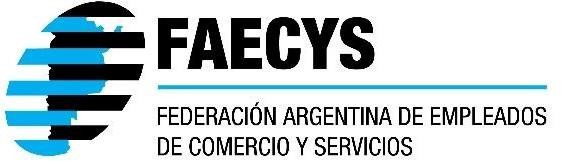 FAECYS
FEDERACIÓN ARGENTINA DE EMPLEADOS
DE COMERCIO Y SERVICIOS